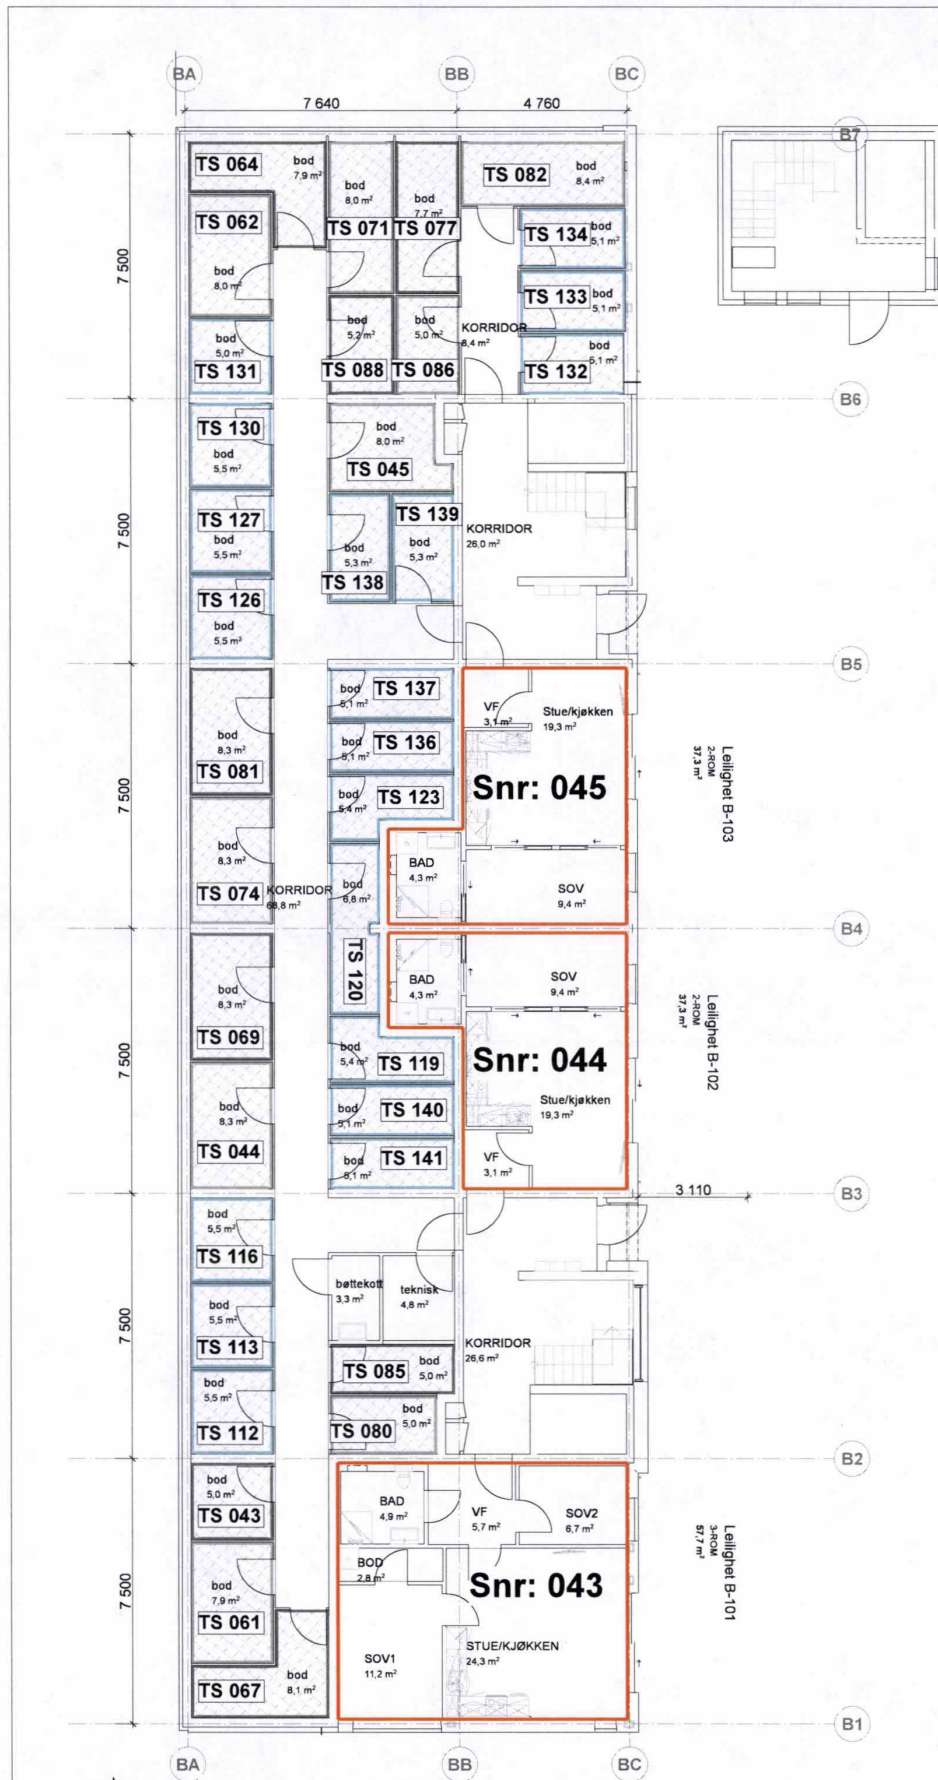 BA
BB
BC
7 640
4 760
B7
TS 064
bod
7,9 m²
TS 062
bod
8,0 m²
bod
8,0 m²
TS 071
bod
7,7 m²
TS 077
TS 082
bod
8,4 m²
TS 134
bod
5,1 m²
TS 133
bod
5,1 m²
bod
5,1 m²
TS 132
7 500
bod
5,0 m²
TS 131
bod
5,2 m²
TS 088
bod
5,0 m²
TS 086
KORRIDOR
8,4 m²
B6
TS 130
bod
5,5 m²
bod
8,0 m²
TS 045
TS 127
bod
5,5 m²
TS 139
bod
5,3 m²
bod
5,3 m²
TS 138
KORRIDOR
26,0 m²
7 500
TS 126
bod
5,5 m²
B5
bod
8,3 m²
TS 081
bod
5,1 m²
TS 137
bod
5,1 m²
TS 136
bod
5,4 m²
TS 123
VF
3,1 m²
Stue/kjøkken
19,3 m²
Snr: 045
Leilighet B-103
2-ROM
37,3 m²
7 500
bod
8,3 m²
TS 074
KORRIDOR
68,8 m²
bod
6,8 m²
BAD
4,3 m²
SOV
9,4 m²
B4
TS 120
bod
8,3 m²
TS 069
BAD
4,3 m²
SOV
9,4 m²
bod
5,4 m²
TS 119
Snr: 044
Stue/kjøkken
19,3 m²
Leilighet B-102
2-ROM
37,3 m²
7 500
bod
8,3 m²
TS 044
bod
5,1 m²
TS 140
bod
5,1 m²
TS 141
VF
3,1 m²
B3
3 110
bod
5,5 m²
TS 116
bøttekott
3,3 m²
teknisk
4,8 m²
bod
5,5 m²
TS 113
KORRIDOR
26,6 m²
7 500
TS 085
bod
5,0 m²
bod
5,5 m²
TS 112
bod
5,0 m²
TS 080
B2
bod
5,0 m²
TS 043
BAD
4,9 m²
VF
5,7 m²
SOV2
6,7 m²
BOD
2,8 m²
Snr: 043
Leilighet B-101
3-ROM
57,7 m²
7 500
bod
7,9 m²
TS 061
SOV1
11,2 m²
STUE/KJØKKEN
24,3 m²
TS 067
bod
8,1 m²
B1
BA
BB
BC